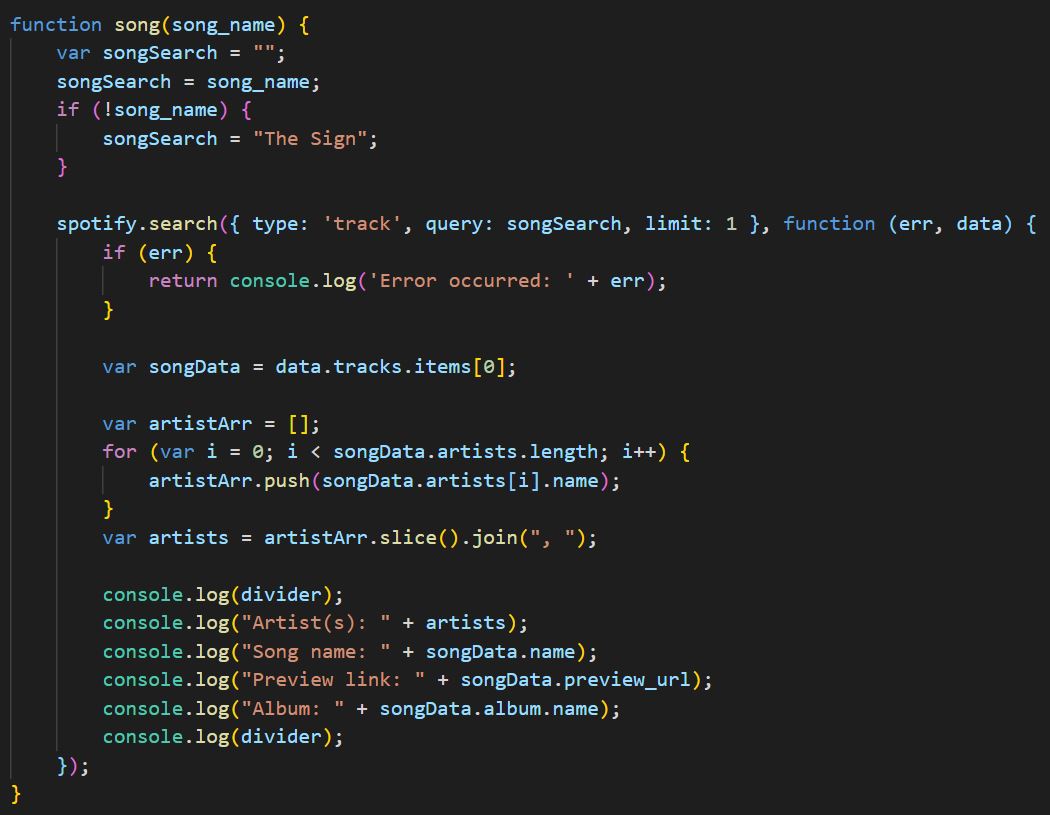 function song(song_name) {
    var songSearch = "";
    songSearch = song_name;
    if (!song_name) {
        songSearch = "The Sign";
    }

    spotify.search({ type: 'track', query: songSearch, limit: 1 }, function (err, data) {
        if (err) {
            return console.log('Error occurred: ' + err);
        }

        var songData = data.tracks.items[0];

        var artistArr = [];
        for (var i = 0; i < songData.artists.length; i++) {
            artistArr.push(songData.artists[i].name);
        }
        var artists = artistArr.slice().join(", ");

        console.log(divider);
        console.log("Artist(s): " + artists);
        console.log("Song name: " + songData.name);
        console.log("Preview link: " + songData.preview_url);
        console.log("Album: " + songData.album.name);
        console.log(divider);
    });
}